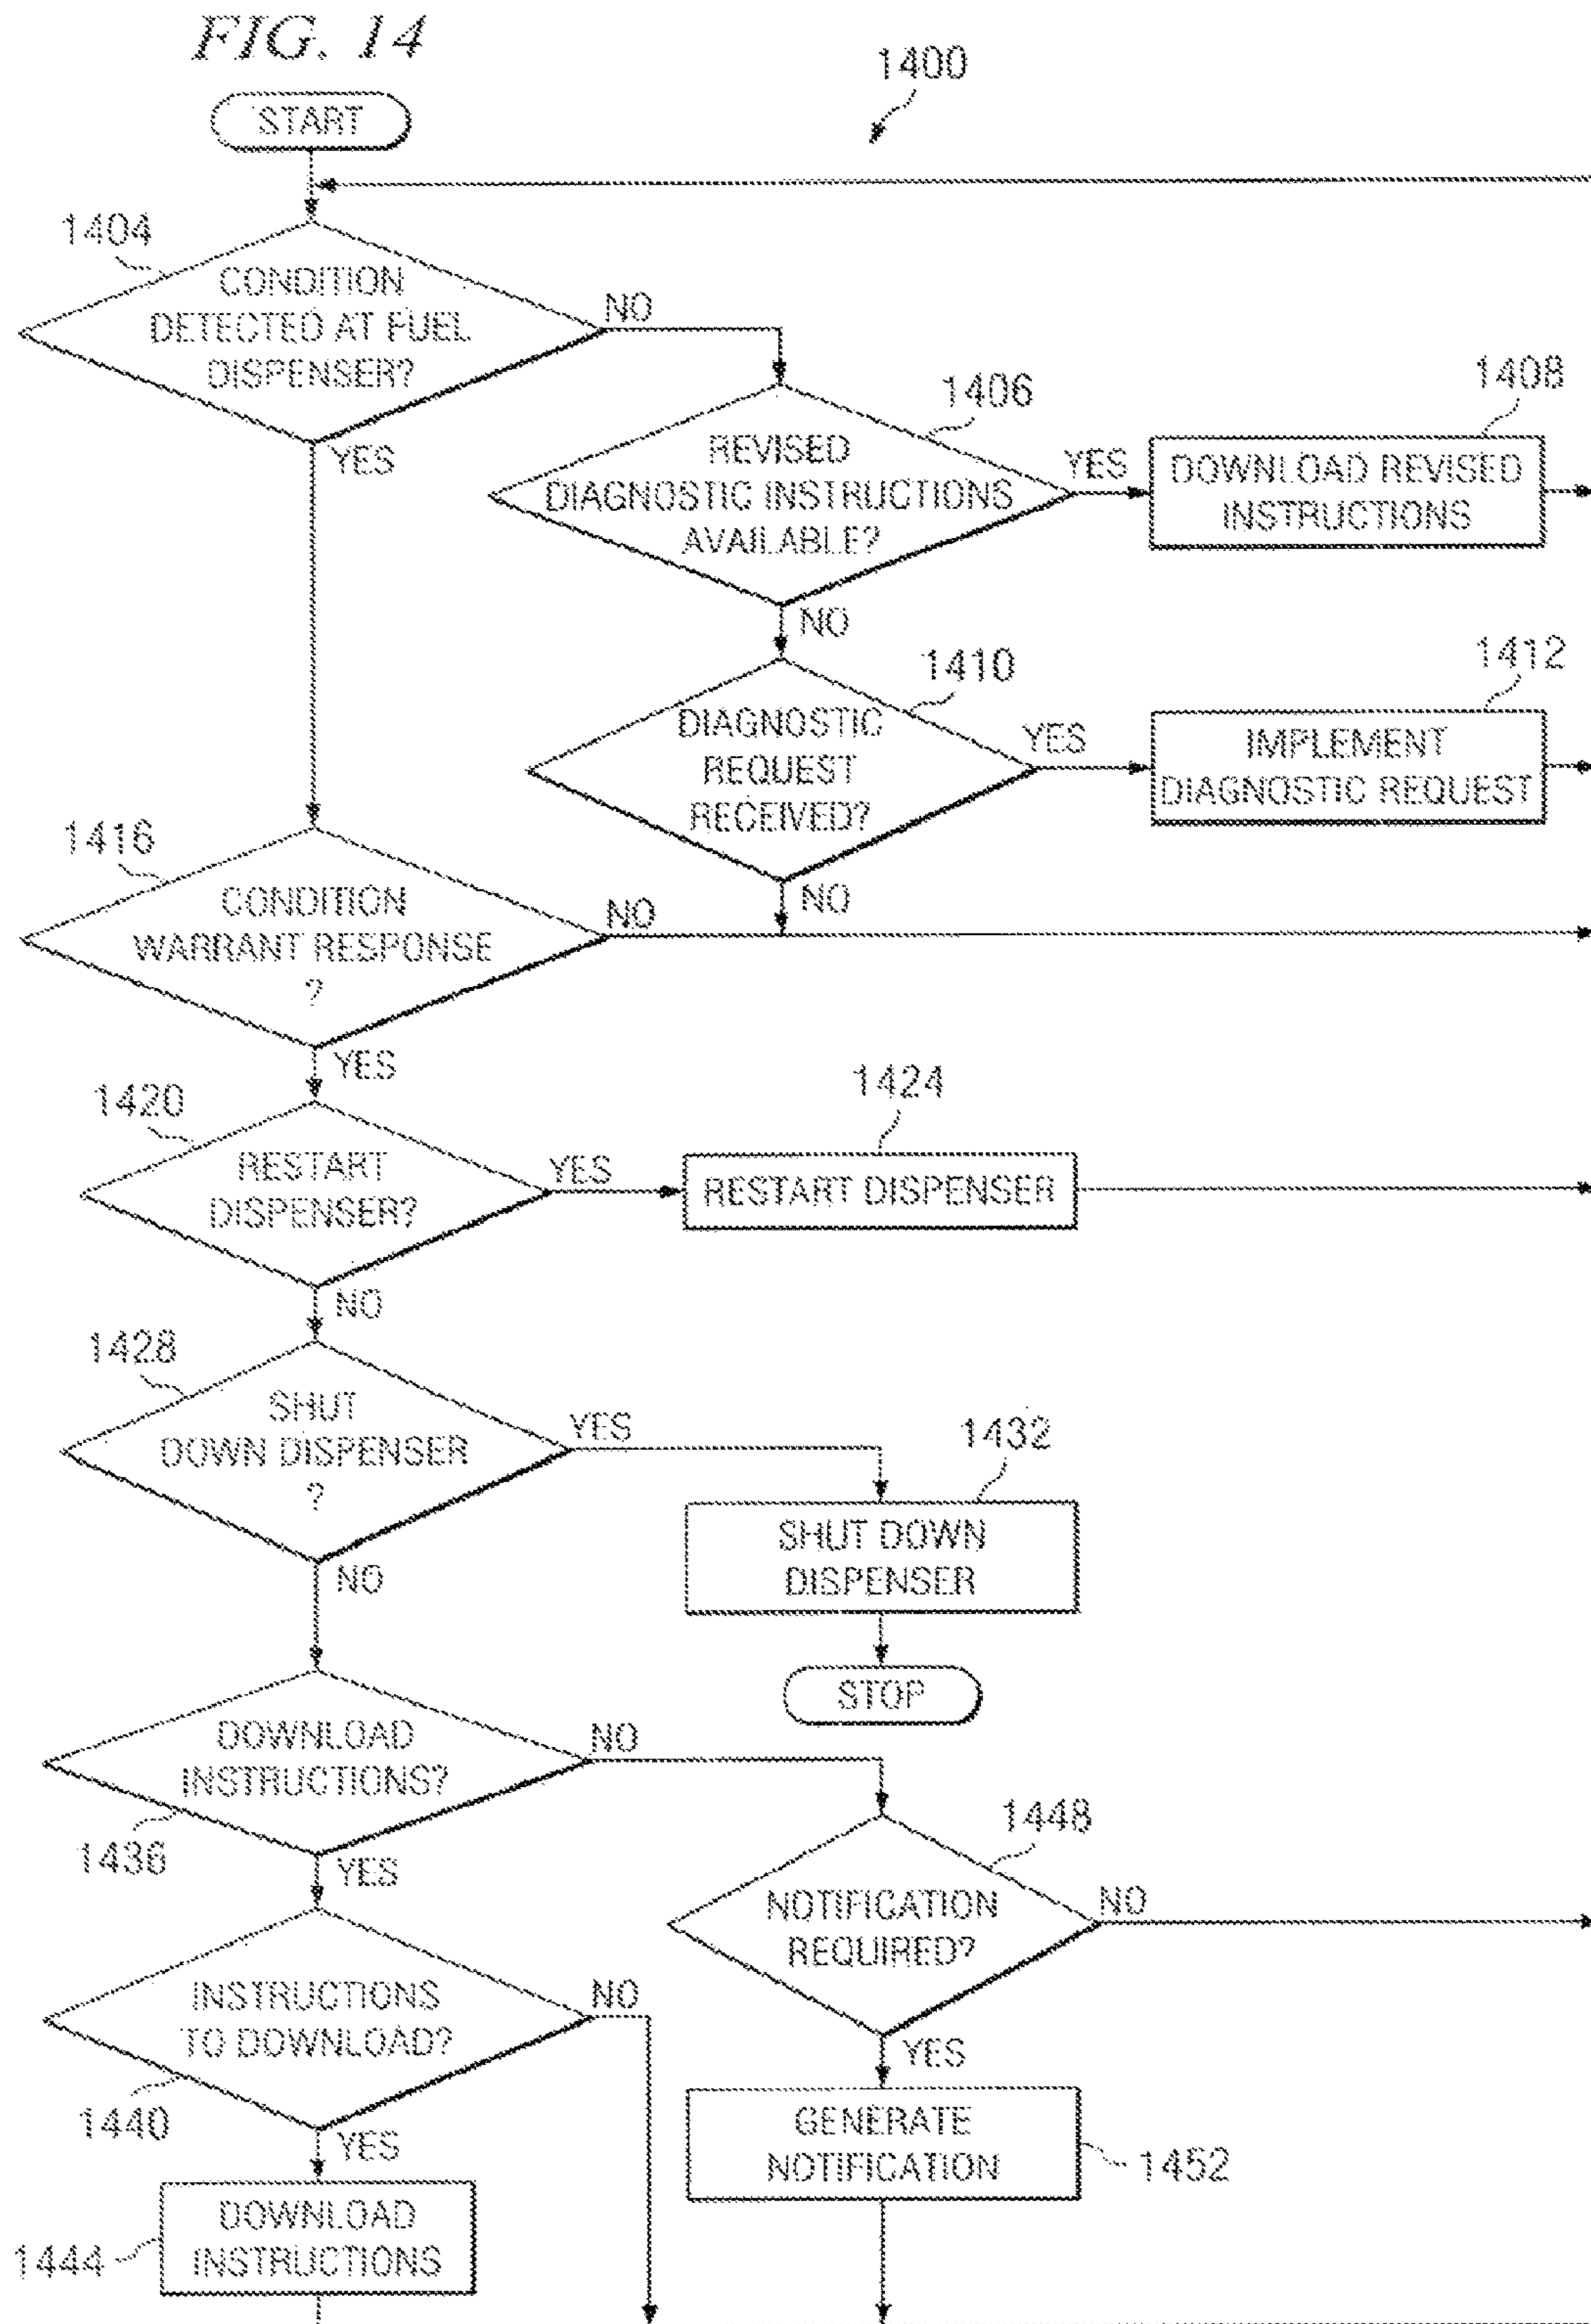 FIG. 14
1400
START
1404
CONDITION
DETECTED AT FUEL
DISPENSER?
NO
YES
1406
REVISED
DIAGNOSTIC INSTRUCTIONS
AVAILABLE?
YES
NO
1408
DOWNLOAD REVISED
INSTRUCTIONS
1410
DIAGNOSTIC
REQUEST
RECEIVED?
YES
NO
1412
IMPLEMENT
DIAGNOSTIC REQUEST
1416
CONDITION
WARRANT RESPONSE
?
NO
YES
1420
RESTART
DISPENSER?
YES
NO
1424
RESTART DISPENSER
1428
SHUT
DOWN DISPENSER
?
YES
NO
1432
SHUT DOWN
DISPENSER
STOP
DOWNLOAD
INSTRUCTIONS?
1436
NO
YES
1448
NOTIFICATION
REQUIRED?
NO
YES
INSTRUCTIONS
TO DOWNLOAD?
1440
NO
YES
GENERATE
NOTIFICATION
1452
DOWNLOAD
INSTRUCTIONS
1444